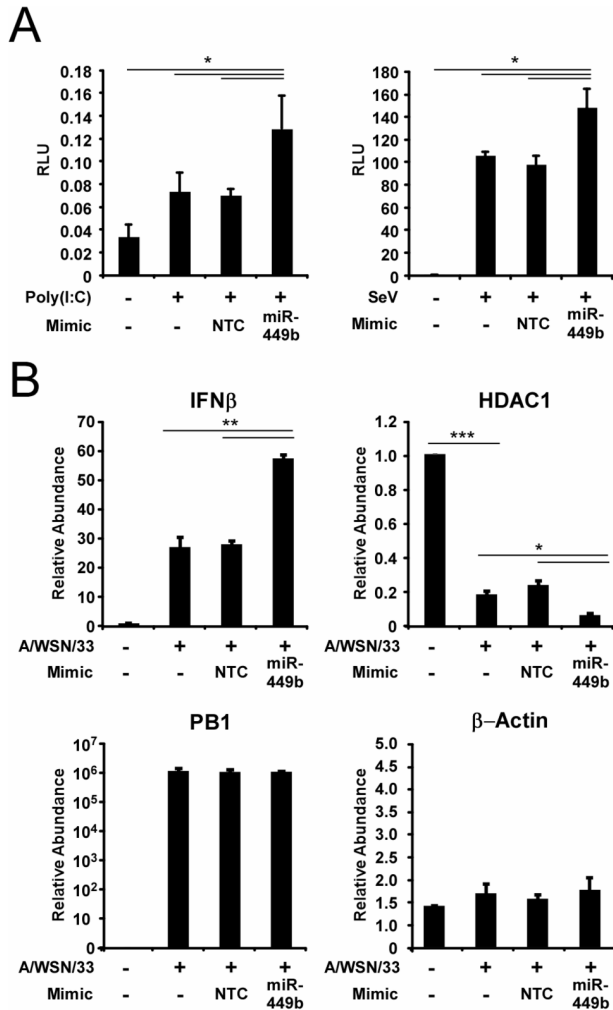 A
*
0.18
0.16
0.14
0.12
0.10
0.08
0.06
0.04
0.02
0
RLU
Poly(I:C) - + + +
Mimic - - NTC miR-449b
*
180
160
140
120
100
80
60
40
20
0
RLU
SeV - + + +
Mimic - - NTC miR-449b
B
IFNβ
**
70
60
50
40
30
20
10
0
Relative Abundance
A/WSN/33 - + + +
Mimic - - NTC miR-449b
HDAC1
***
*
1.2
1.0
0.8
0.6
0.4
0.2
0
Relative Abundance
A/WSN/33 - + + +
Mimic - - NTC miR-449b
PB1
10⁷
10⁶
10⁵
10⁴
10³
10²
10
0
Relative Abundance
A/WSN/33 - + + +
Mimic - - NTC miR-449b
β–Actin
5.0
4.5
4.0
3.5
2.5
2.0
1.5
1.5
1.0
0.5
0
Relative Abundance
A/WSN/33 - + + +
Mimic - - NTC miR-449b